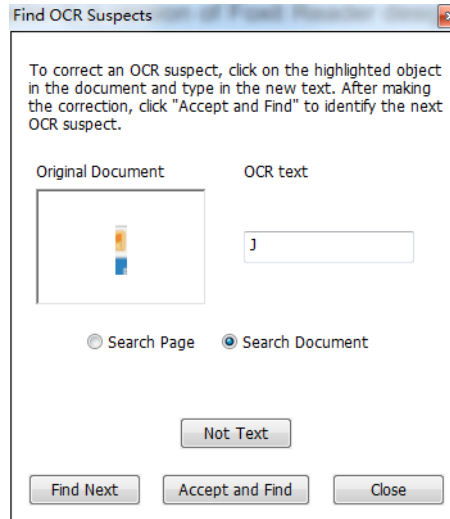 Find OCR Suspects
To correct an OCR suspect, click on the highlighted object
in the document and type in the new text. After making
the correction, click "Accept and Find" to identify the next
OCR suspect.
Original Document
OCR text
J
Search Page
Search Document
Not Text
Find Next
Accept and Find
Close